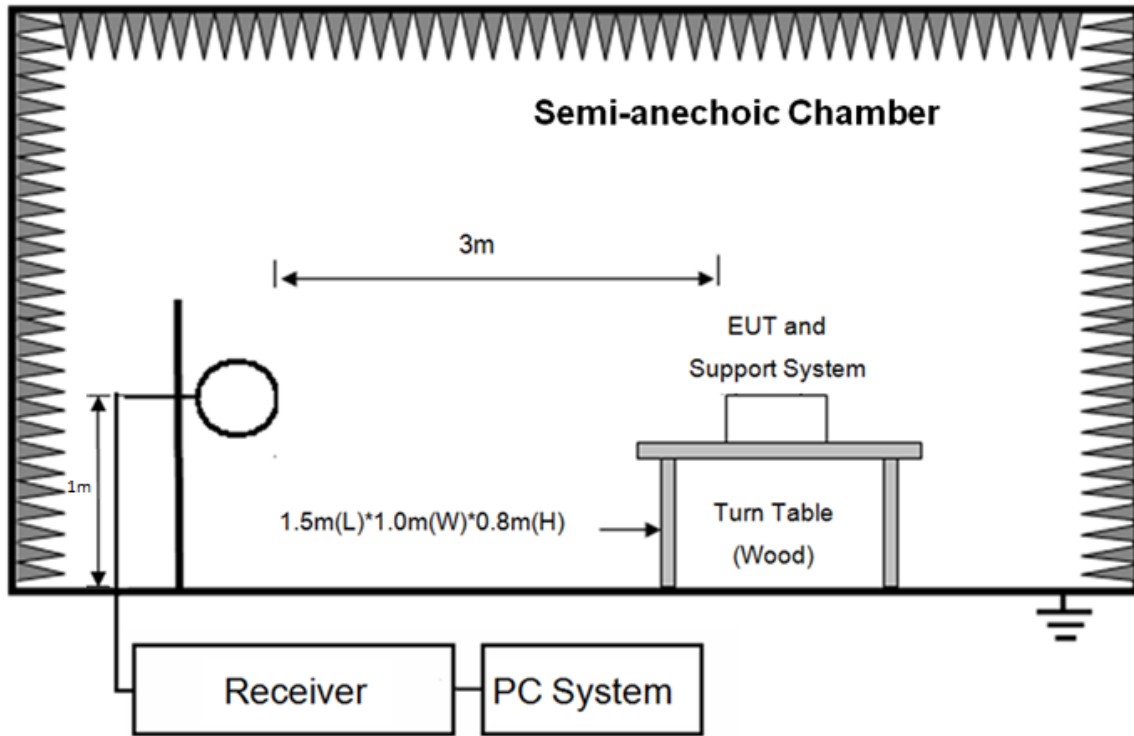 Semi-anechoic Chamber
3m
EUT and
Support System
1m
1.5m(L)*1.0m(W)*0.8m(H)
Turn Table
(Wood)
Receiver
PC System